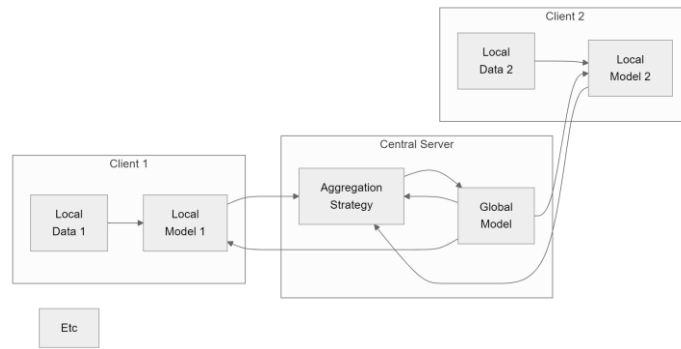 Client 2
Local
Data 2
Local
Model 2
Central Server
Aggregation
Strategy
Global
Model
Client 1
Local
Data 1
Local
Model 1
Etc